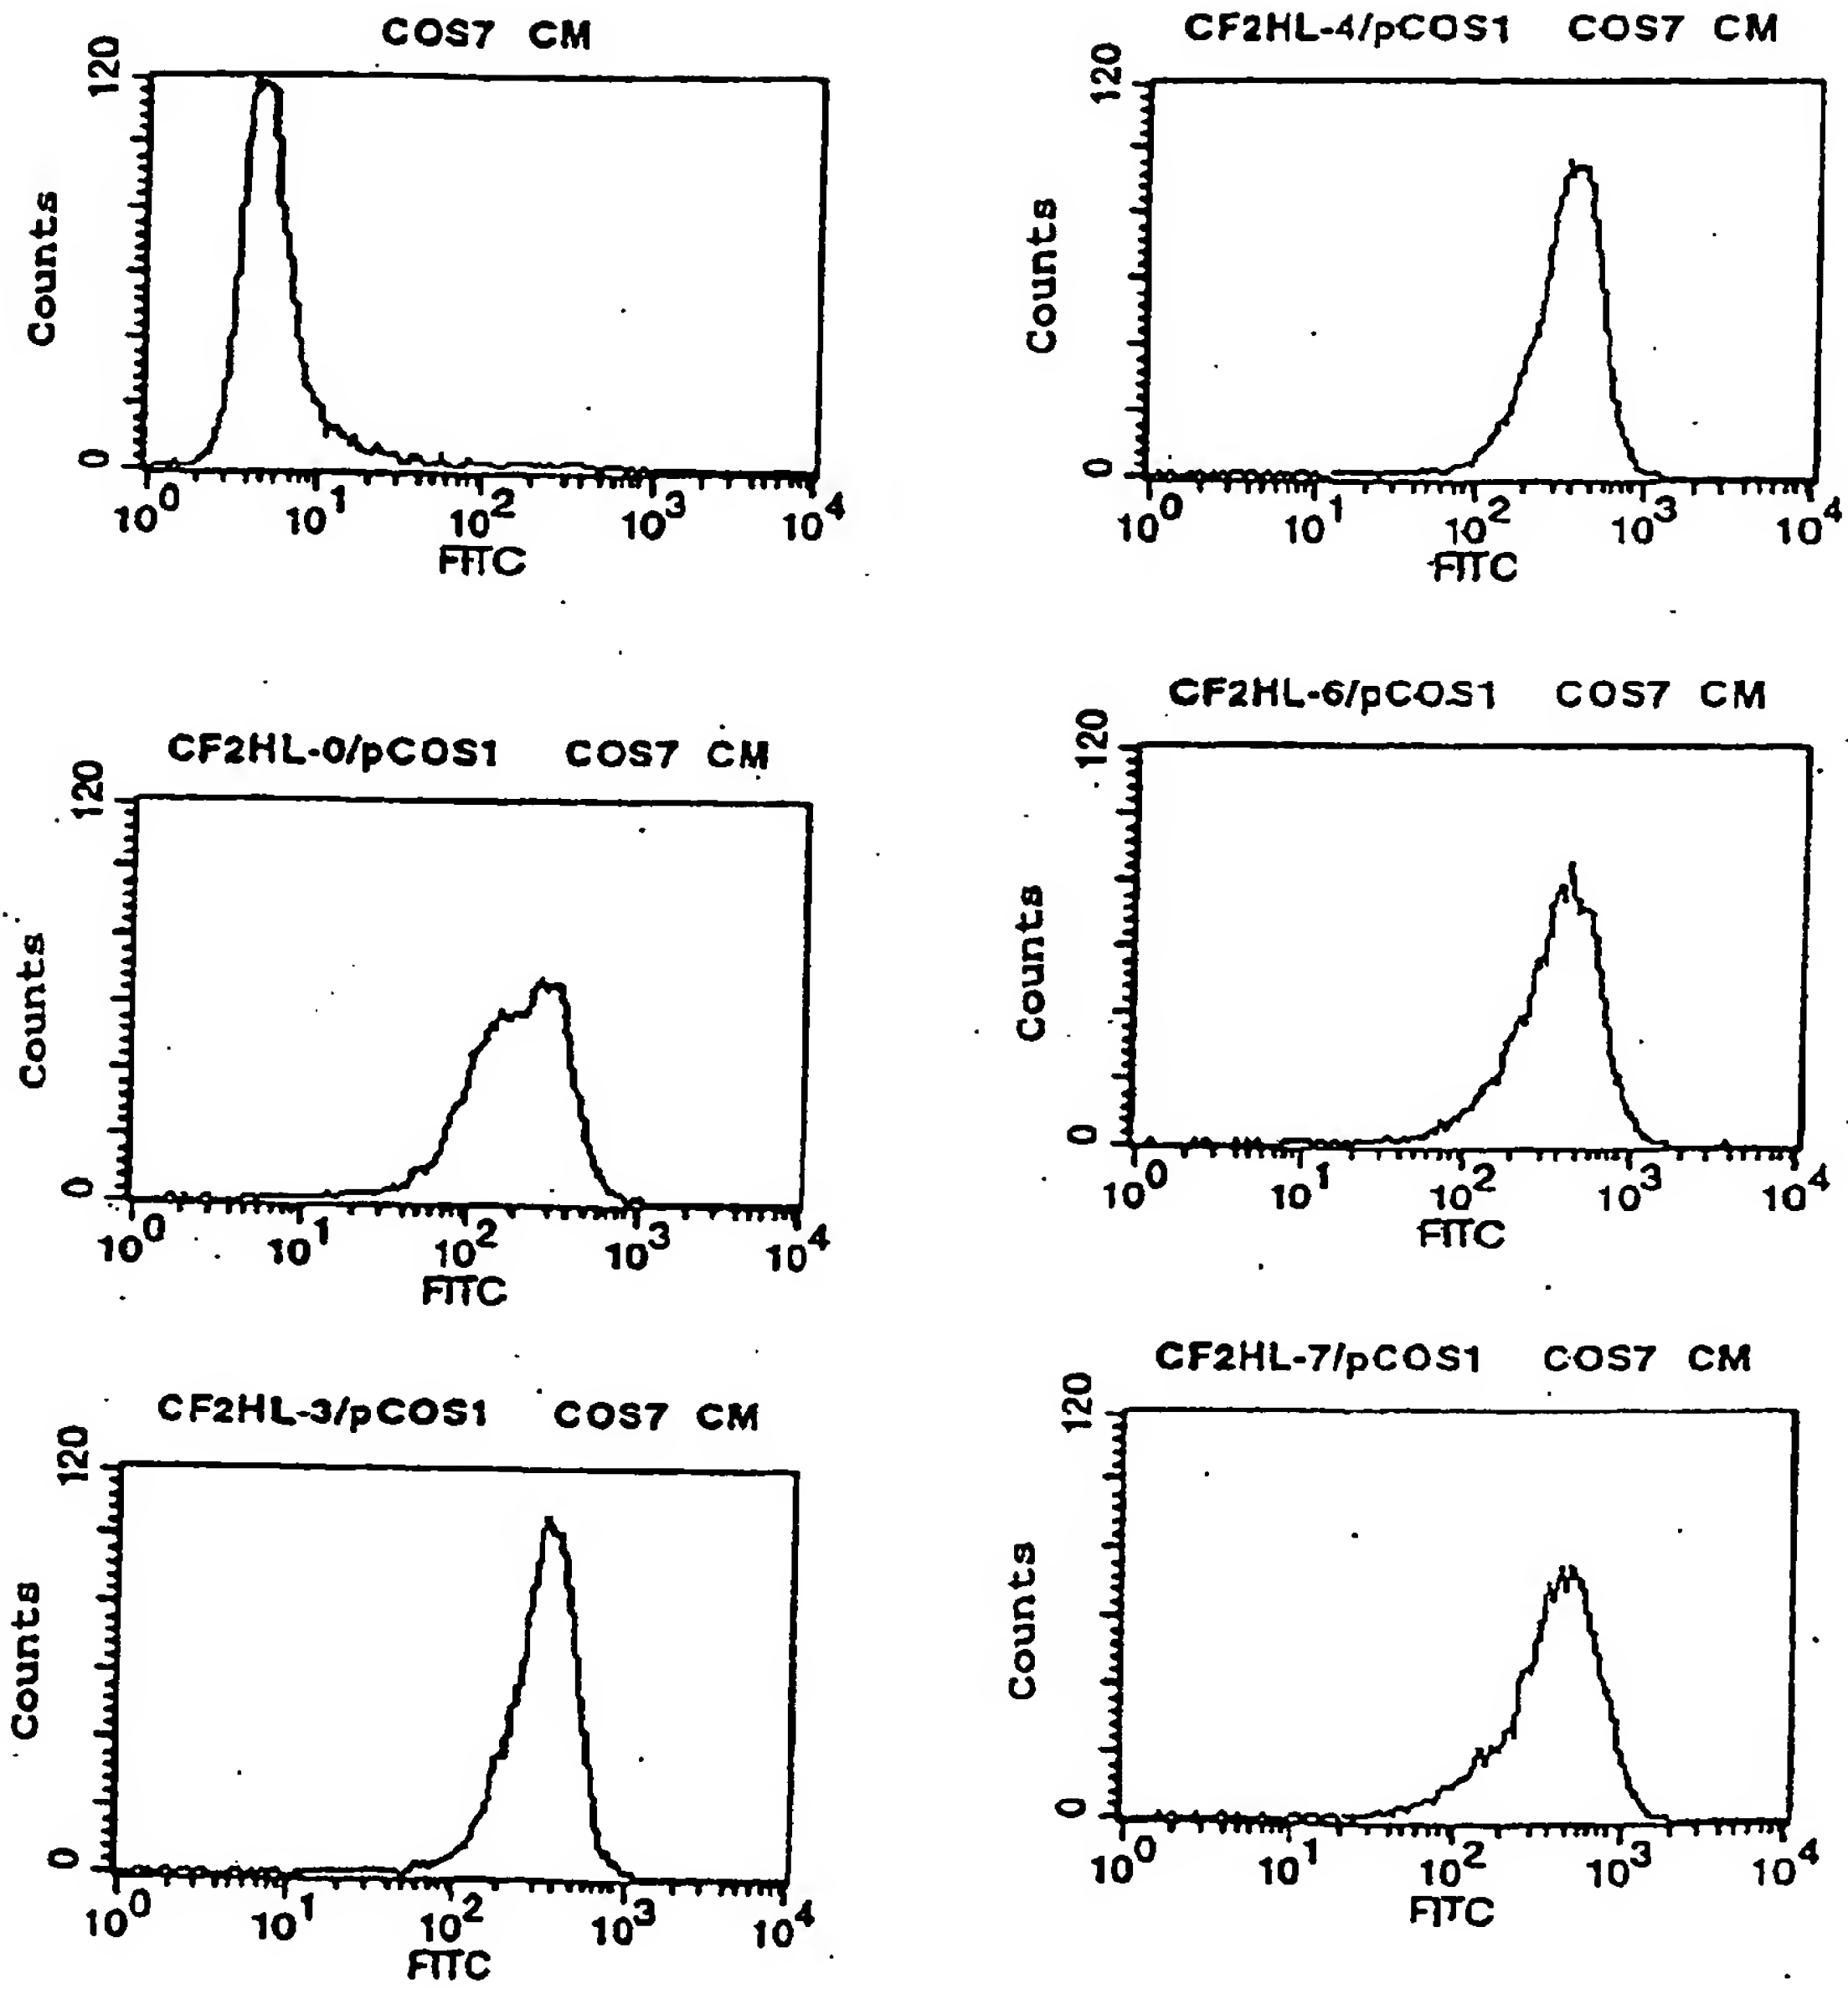 COS7 CM
120
Counts
0
10^0 10^1 10^2 10^3 10^4
FITC
CF2HL-0/pCOS1 COS7 CM
120
Counts
0
10^0 10^1 10^2 10^3 10^4
FITC
CF2HL-3/pCOS1 COS7 CM
120
Counts
0
10^0 10^1 10^2 10^3 10^4
FITC
CF2HL-4/pCOS1 COS7 CM
120
Counts
0
10^0 10^1 10^2 10^3 10^4
FITC
CF2HL-6/pCOS1 COS7 CM
120
Counts
0
10^0 10^1 10^2 10^3 10^4
FITC
CF2HL-7/pCOS1 COS7 CM
120
Counts
0
10^0 10^1 10^2 10^3 10^4
FITC